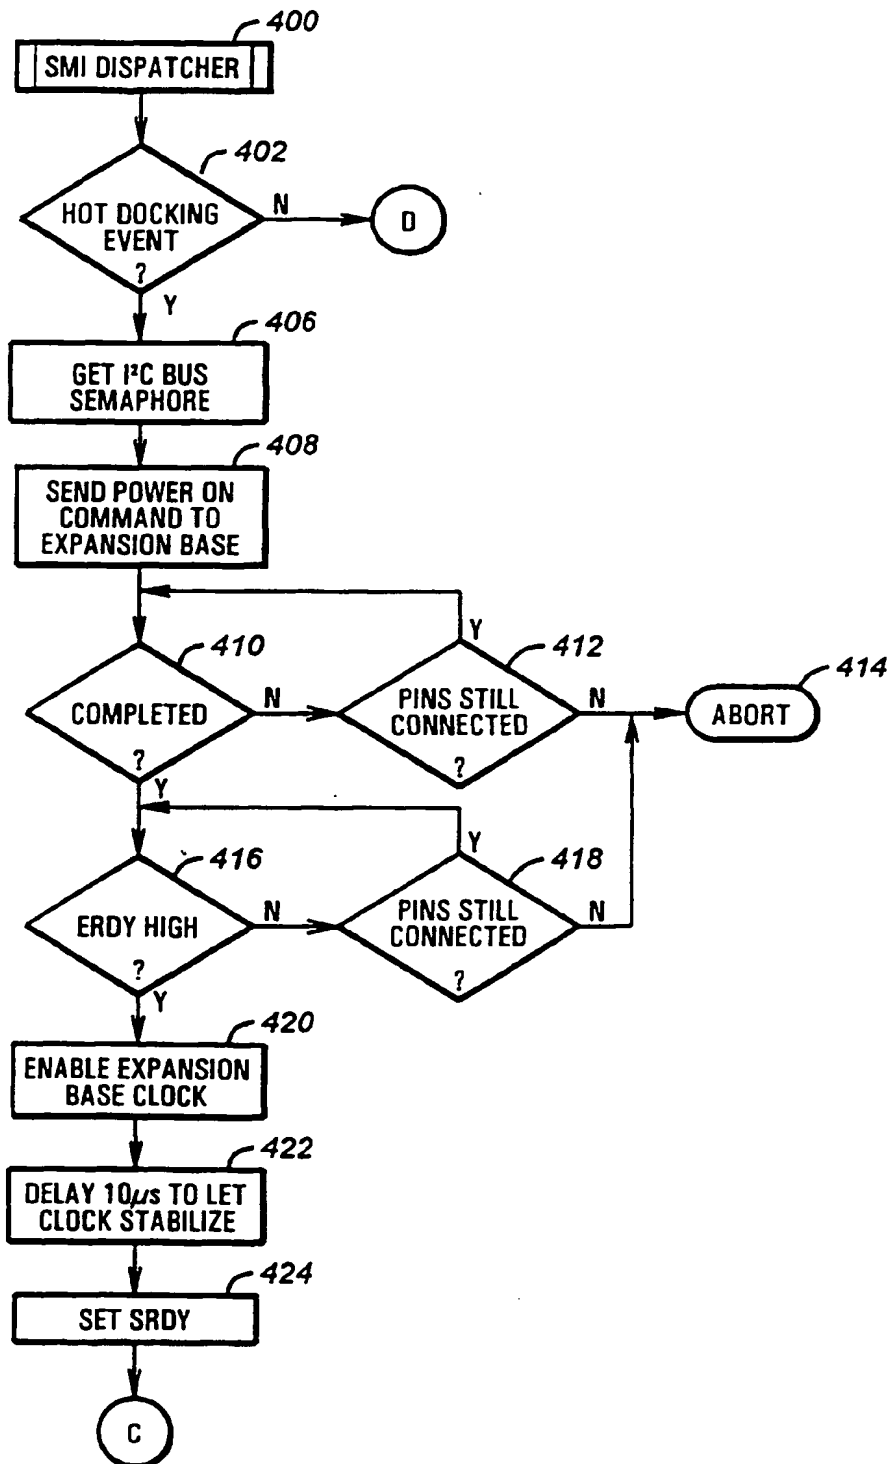 400
SMI DISPATCHER
402
HOT DOCKING
EVENT
?
N
D
Y
406
GET I²C BUS
SEMAPHORE
408
SEND POWER ON
COMMAND TO
EXPANSION BASE
410
COMPLETED
?
N
Y
412
PINS STILL
CONNECTED
?
Y
N
414
ABORT
416
ERDY HIGH
?
N
Y
418
PINS STILL
CONNECTED
?
Y
N
420
ENABLE EXPANSION
BASE CLOCK
422
DELAY 10μs TO LET
CLOCK STABILIZE
424
SET SRDY
C